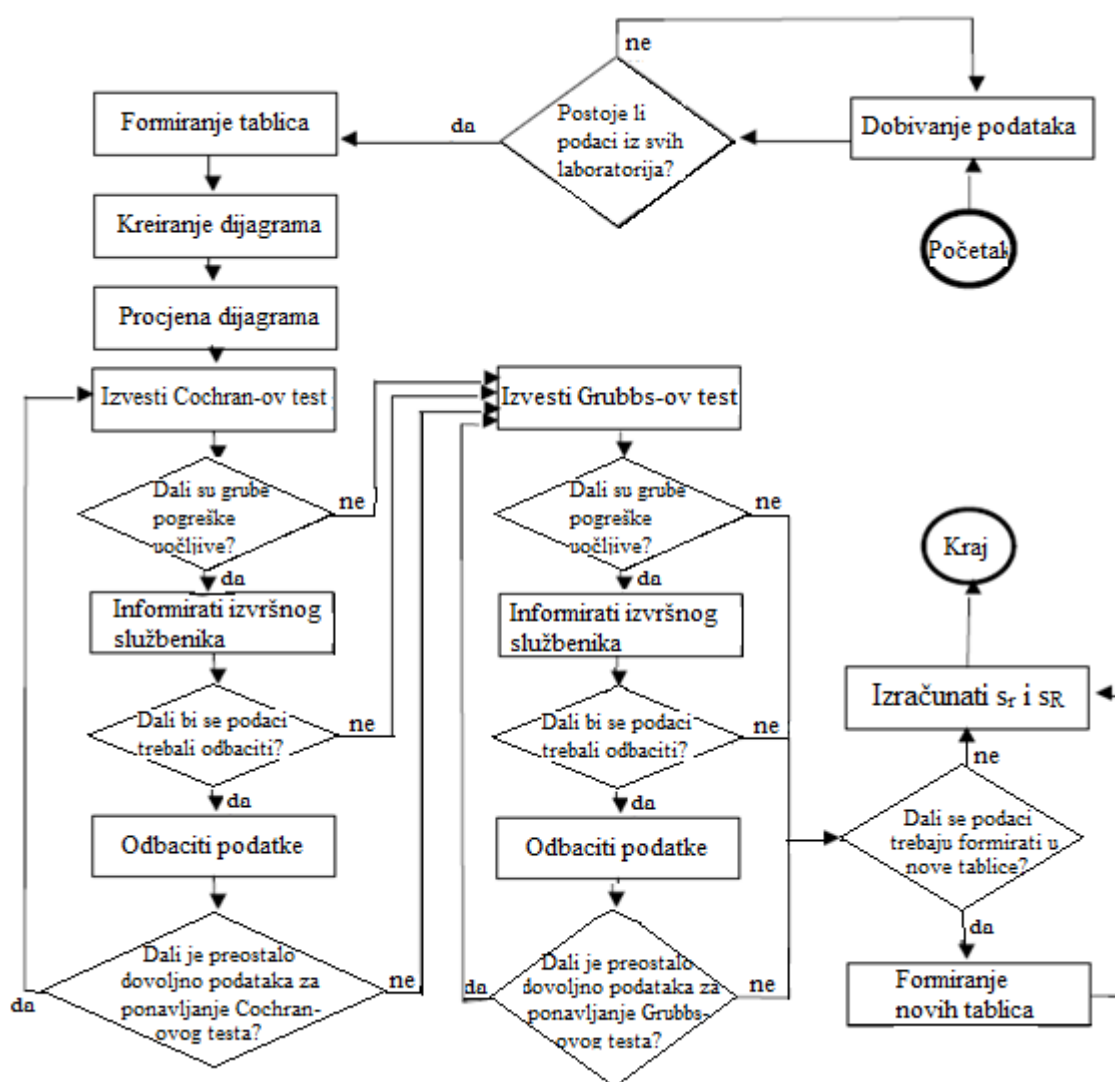 Početak
Dobivanje podataka
Postoje li
podaci iz svih
laboratorija?
ne
da
Formiranje tablica
Kreiranje dijagrama
Procjena dijagrama
Izvesti Cochran-ov test
Dali su grube
pogreške
uočljive?
ne
da
Informirati izvršnog
službenika
Dali bi se podaci
trebali odbaciti?
ne
da
Odbaciti podatke
Dali je preostalo
dovoljno podataka za
ponavljanje Cochran-
ovog testa?
da
ne
Izvesti Grubbs-ov test
Dali su grube
pogreške
uočljive?
ne
da
Informirati izvršnog
službenika
Dali bi se podaci
trebali odbaciti?
ne
da
Odbaciti podatke
Dali je preostalo
dovoljno podataka za
ponavljanje Grubbs-
ovog testa?
da
ne
Dali se podaci
trebaju formirati u
nove tablice?
ne
da
Formiranje
novih tablica
Izračunati sr i sR
Kraj